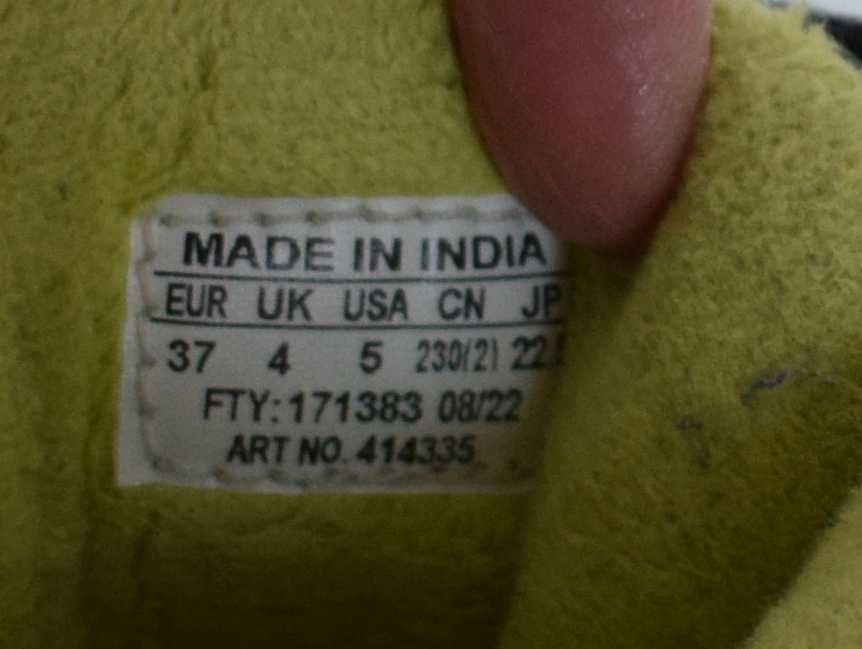 MADE IN INDIA
EUR UK USA CN JP
37 4 5 230(2)
FTY: 171383 08/22
ART NO. 414335